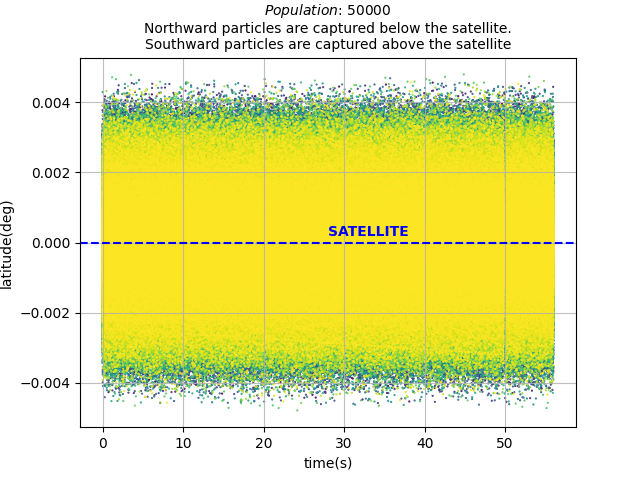 Population: 50000
Northward particles are captured below the satellite.
Southward particles are captured above the satellite
latitude(deg)
0.004
0.002
0.000
−0.002
−0.004
SATELLITE
0 10 20 30 40 50
time(s)